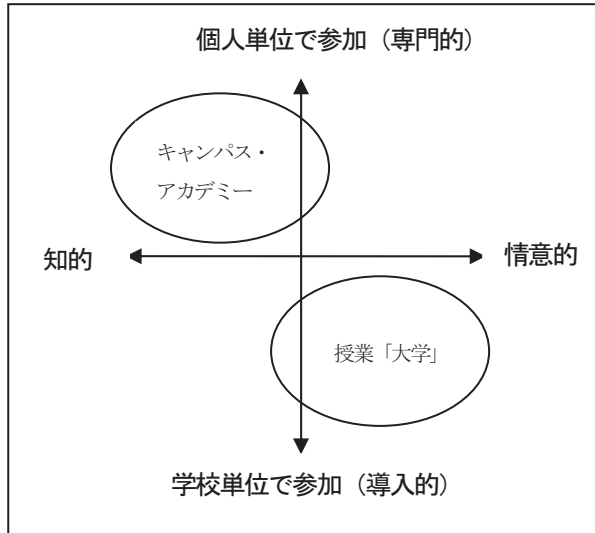 個人単位で参加（専門的）
キャンパス・
アカデミー
知的
情意的
授業「大学」
学校単位で参加（導入的）